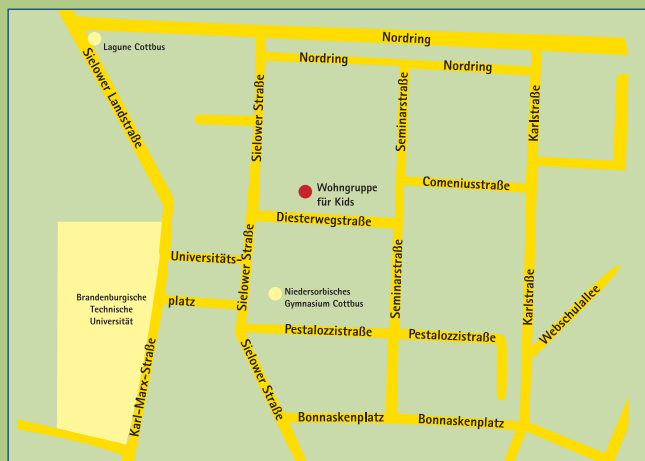 Nordring
Lagune Cottbus
Nordring
Nordring
Sielower Landstraße
Sielower Straße
Seminarstraße
Karlstraße
Wohngruppe
für Kids
Comeniusstraße
Diesterwegstraße
Universitäts-
platz
Sielower Straße
Niedersorbisches
Gymnasium Cottbus
Seminarstraße
Karlstraße
Brandenburgische
Technische
Universität
Pestalozzistraße
Pestalozzistraße
Webschulallee
Karl-Marx-Straße
Sielower Straße
Bonnaskenplatz
Bonnaskenplatz